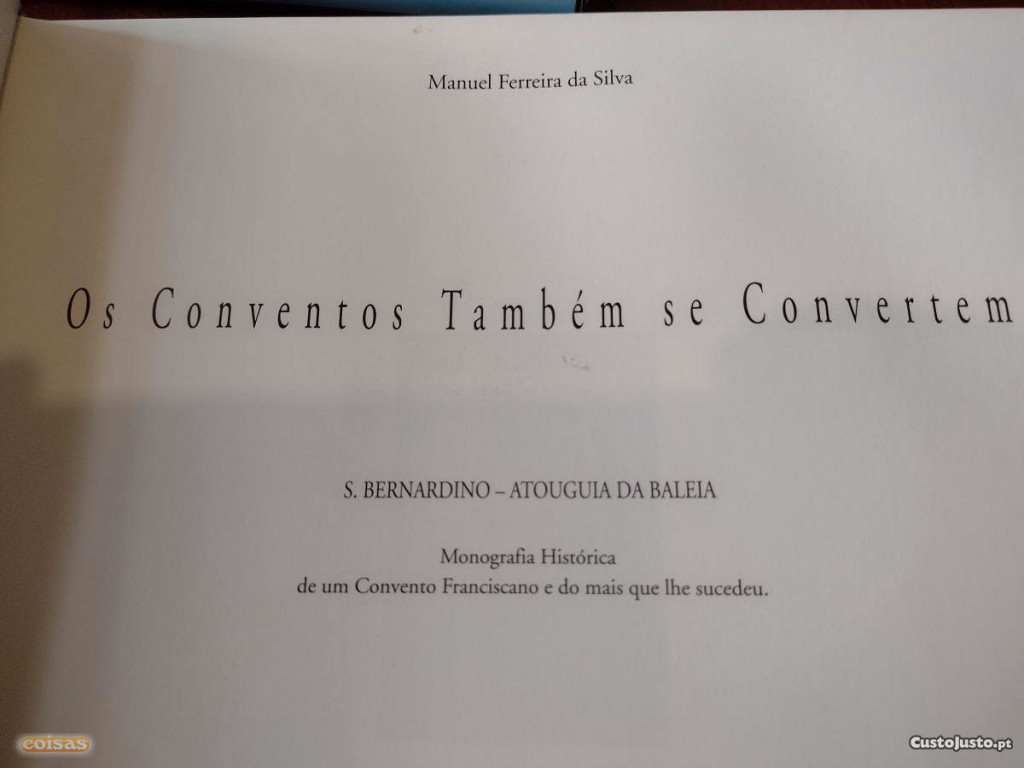 Manuel Ferreira da Silva
Os Conventos Também se Convertem
S. BERNARDINO – ATOUGUIA DA BALEIA
Monografia Histórica
de um Convento Franciscano e do mais que lhe sucedeu.
coisas
CustoJusto.pt